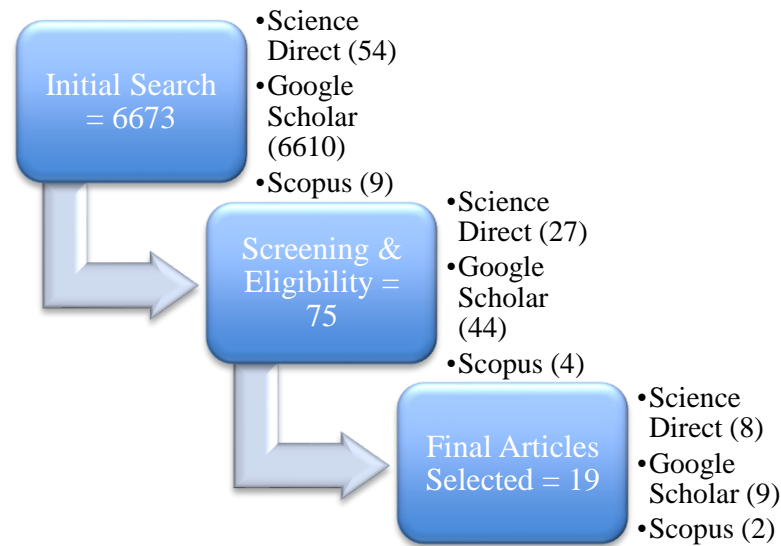 Initial Search
= 6673
•Science
Direct (54)
•Google
Scholar
(6610)
•Scopus (9)
Screening &
Eligibility =
75
•Science
Direct (27)
•Google
Scholar
(44)
•Scopus (4)
Final Articles
Selected = 19
•Science
Direct (8)
•Google
Scholar (9)
•Scopus (2)